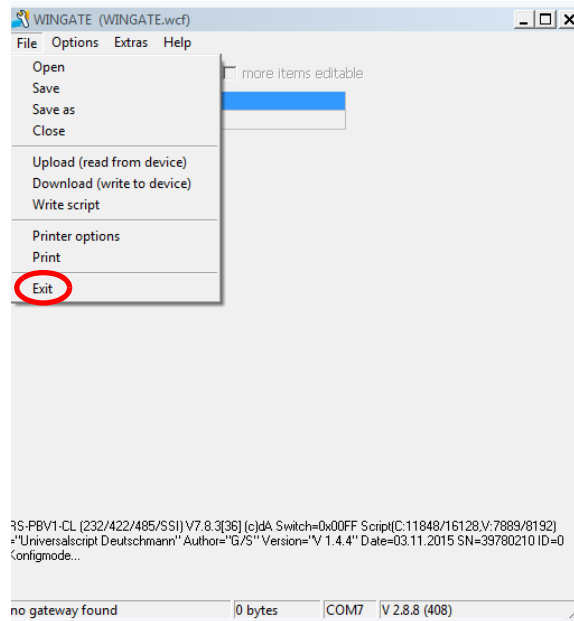 WINGATE (WINGATE.wcf)
File Options Extras Help
Open
Save
Save as
Close
Upload (read from device)
Download (write to device)
Write script
Printer options
Print
Exit
more items editable
RS-PBV1-CL (232/422/485/SSI) V7.8.3[36] (c)dA Switch=0x00FF Script(C:11848/16128,V:7889/8192)
="Universalscript Deutschmann" Author="G/S" Version="V 1.4.4" Date=03.11.2015 SN=39780210 ID=0
Konfigmode...
no gateway found 0 bytes COM7 V 2.8.8 (408)